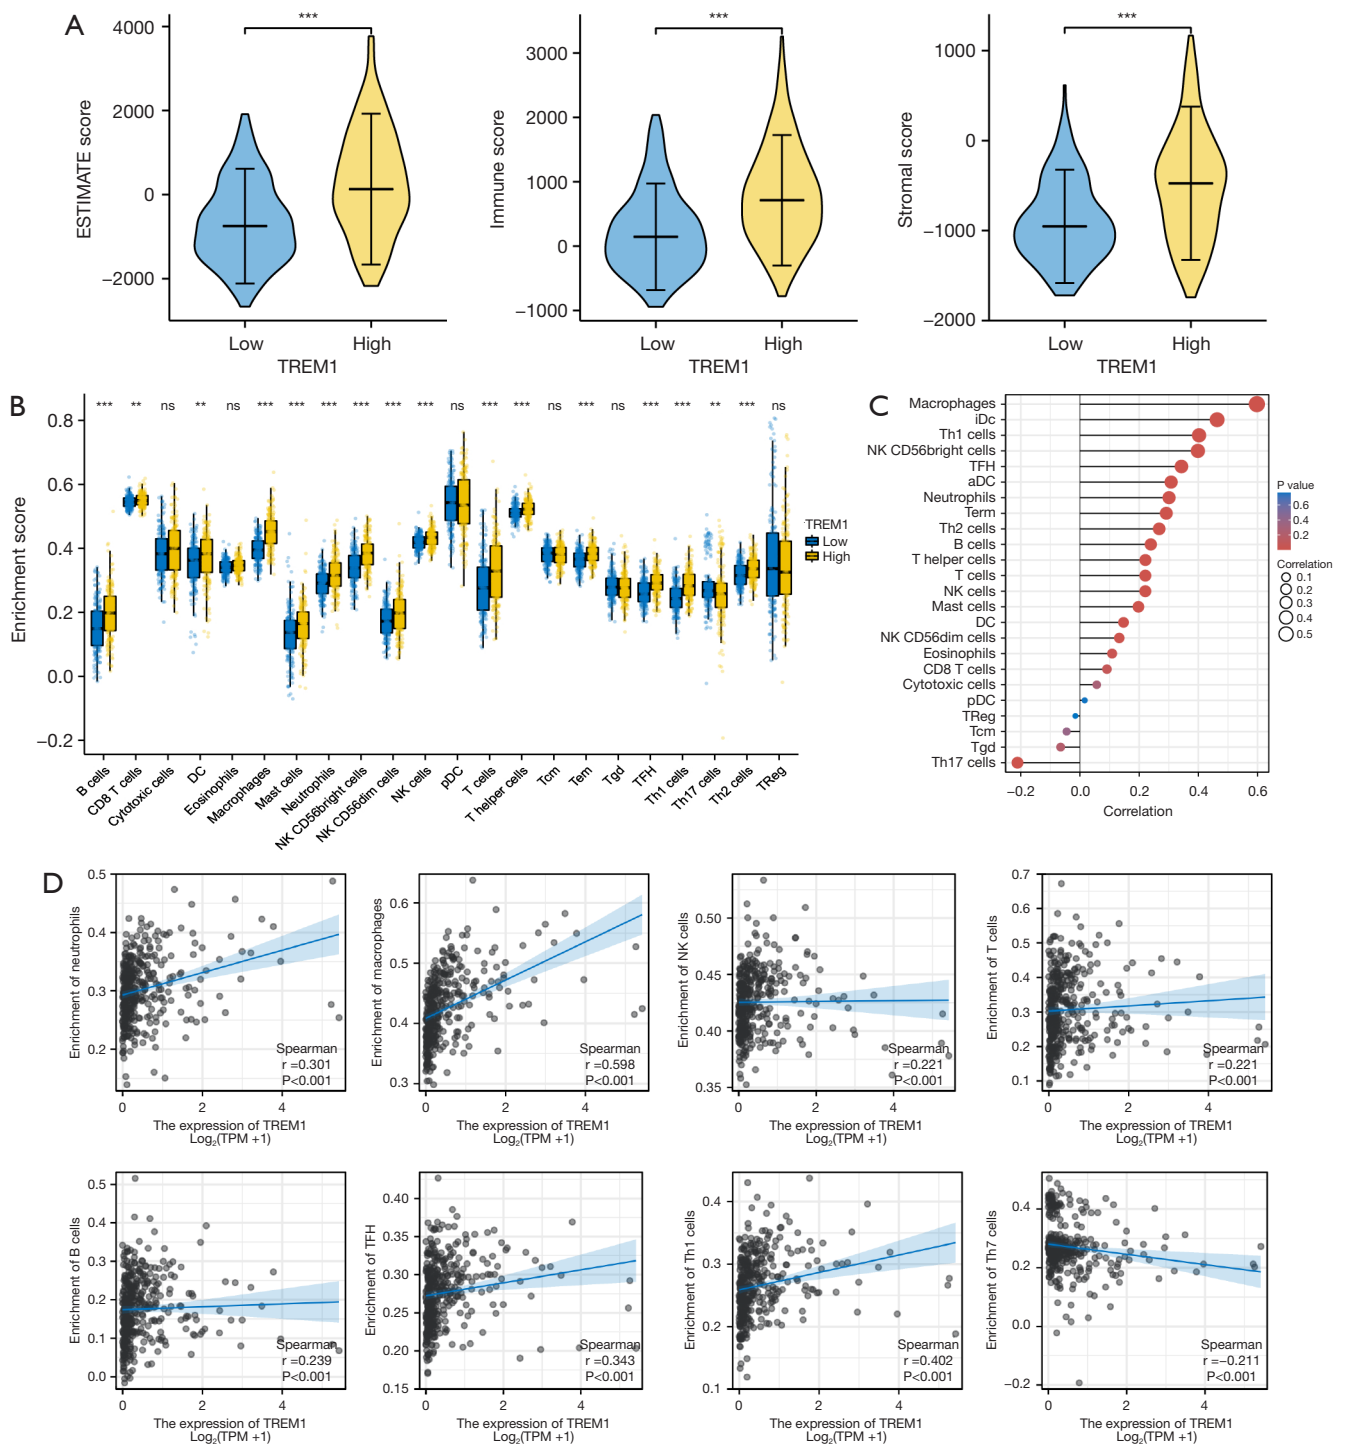 A
***
***
***
4000
2000
0
−2000
ESTIMATE score
Low
High
TREM1
3000
2000
1000
0
−1000
Immune score
Low
High
TREM1
1000
0
−1000
−2000
Stromal score
Low
High
TREM1
B
*** ** ns ** ns *** *** *** *** *** *** ns *** *** ns *** ns *** *** ** *** ns
0.8
0.6
0.4
0.2
0.0
−0.2
Enrichment score
TREM1
Low
High
B cells
CD8 T cells
Cytotoxic cells
DC
Eosinophils
Macrophages
Mast cells
Neutrophils
NK CD56bright cells
NK CD56dim cells
NK cells
pDC
T cells
T helper cells
Tcm
Tem
Tgd
TFH
Th1 cells
Th17 cells
Th2 cells
TReg
C
Macrophages
iDc
Th1 cells
NK CD56bright cells
TFH
aDC
Neutrophils
Term
Th2 cells
B cells
T helper cells
T cells
NK cells
Mast cells
DC
NK CD56dim cells
Eosinophils
CD8 T cells
Cytotoxic cells
pDC
TReg
Tcm
Tgd
Th17 cells
−0.2 0.0 0.2 0.4 0.6
Correlation
P value
0.6
0.4
0.2
Correlation
0.1
0.2
0.3
0.4
0.5
D
0.5
0.4
0.3
0.2
Enrichment of neutrophils
Spearman
r =0.301
P<0.001
0 2 4
The expression of TREM1
Log₂(TPM +1)
0.6
0.5
0.4
0.3
Enrichment of macrophages
Spearman
r =0.598
P<0.001
0 2 4
The expression of TREM1
Log₂(TPM +1)
0.50
0.45
0.40
0.35
Enrichment of NK cells
Spearman
r =0.221
P<0.001
0 2 4
The expression of TREM1
Log₂(TPM +1)
0.7
0.6
0.5
0.4
0.3
0.2
0.1
Enrichment of T cells
Spearman
r =0.221
P<0.001
0 2 4
The expression of TREM1
Log₂(TPM +1)
0.5
0.4
0.3
0.2
0.1
0.0
Enrichment of B cells
Spearman
r =0.239
P<0.001
0 2 4
The expression of TREM1
Log₂(TPM +1)
0.40
0.35
0.30
0.25
0.20
0.15
Enrichment of TFH
Spearman
r =0.343
P<0.001
0 2 4
The expression of TREM1
Log₂(TPM +1)
0.4
0.3
0.2
0.1
Enrichment of Th1 cells
Spearman
r =0.402
P<0.001
0 2 4
The expression of TREM1
Log₂(TPM +1)
0.4
0.2
0.0
−0.2
Enrichment of Th7 cells
Spearman
r =−0.211
P<0.001
0 2 4
The expression of TREM1
Log₂(TPM +1)